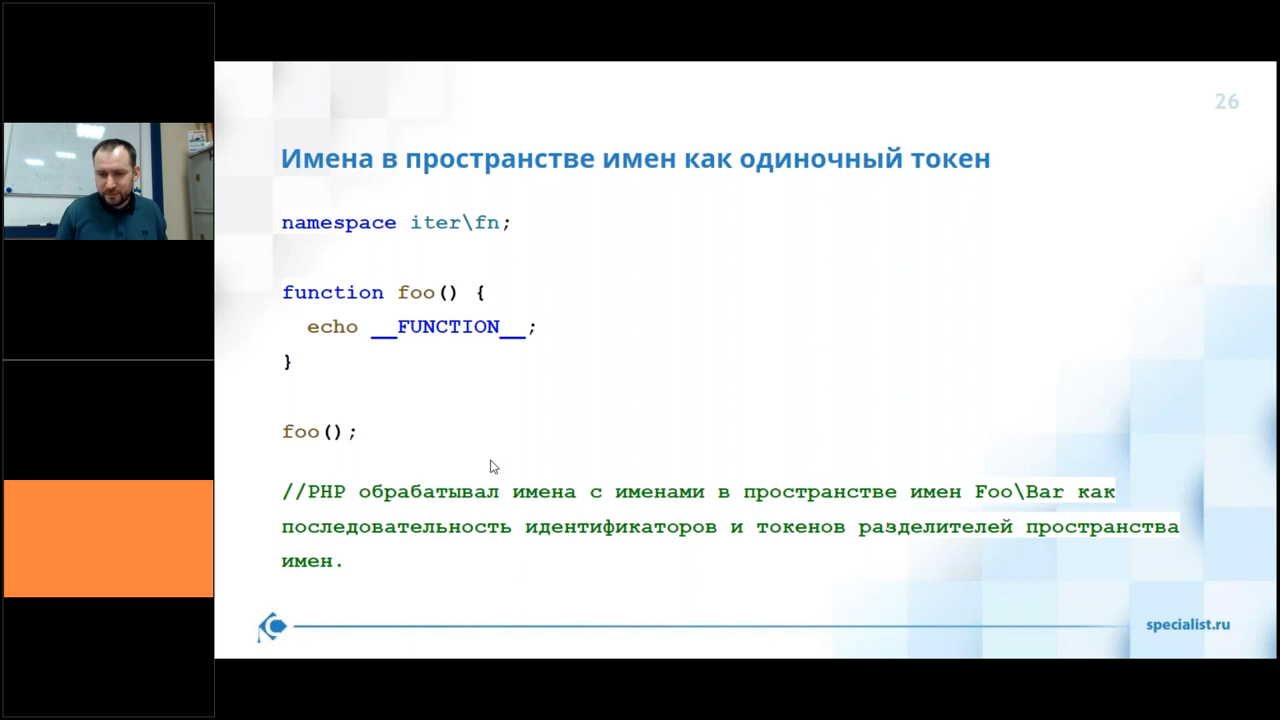 26
Имена в пространстве имен как одиночный токен
namespace iter\fn;
function foo() {
echo __FUNCTION__;
}
foo();
//PHP обрабатывал имена с именами в пространстве имен Foo\Bar как
последовательность идентификаторов и токенов разделителей пространства
имен.
specialist.ru